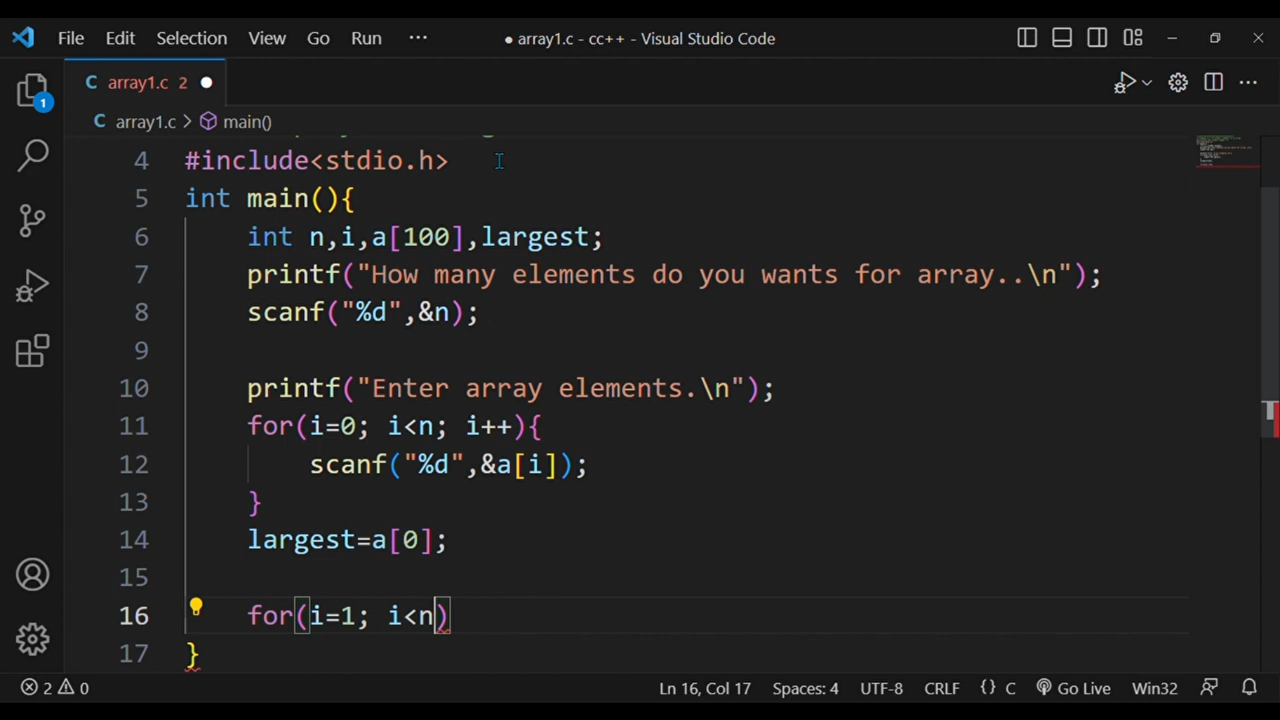 File Edit Selection View Go Run ··· ● array1.c - cc++ - Visual Studio Code
C array1.c 2 ●
1
C array1.c > main()
4 #include<stdio.h>
5 int main(){
6 int n,i,a[100],largest;
7 printf("How many elements do you wants for array..\n");
8 scanf("%d",&n);
9
10 printf("Enter array elements.\n");
11 for(i=0; i<n; i++){
12 scanf("%d",&a[i]);
13 }
14 largest=a[0];
15
16 for(i=1; i<n)
17 }
2 0 Ln 16, Col 17 Spaces: 4 UTF-8 CRLF {} C Go Live Win32